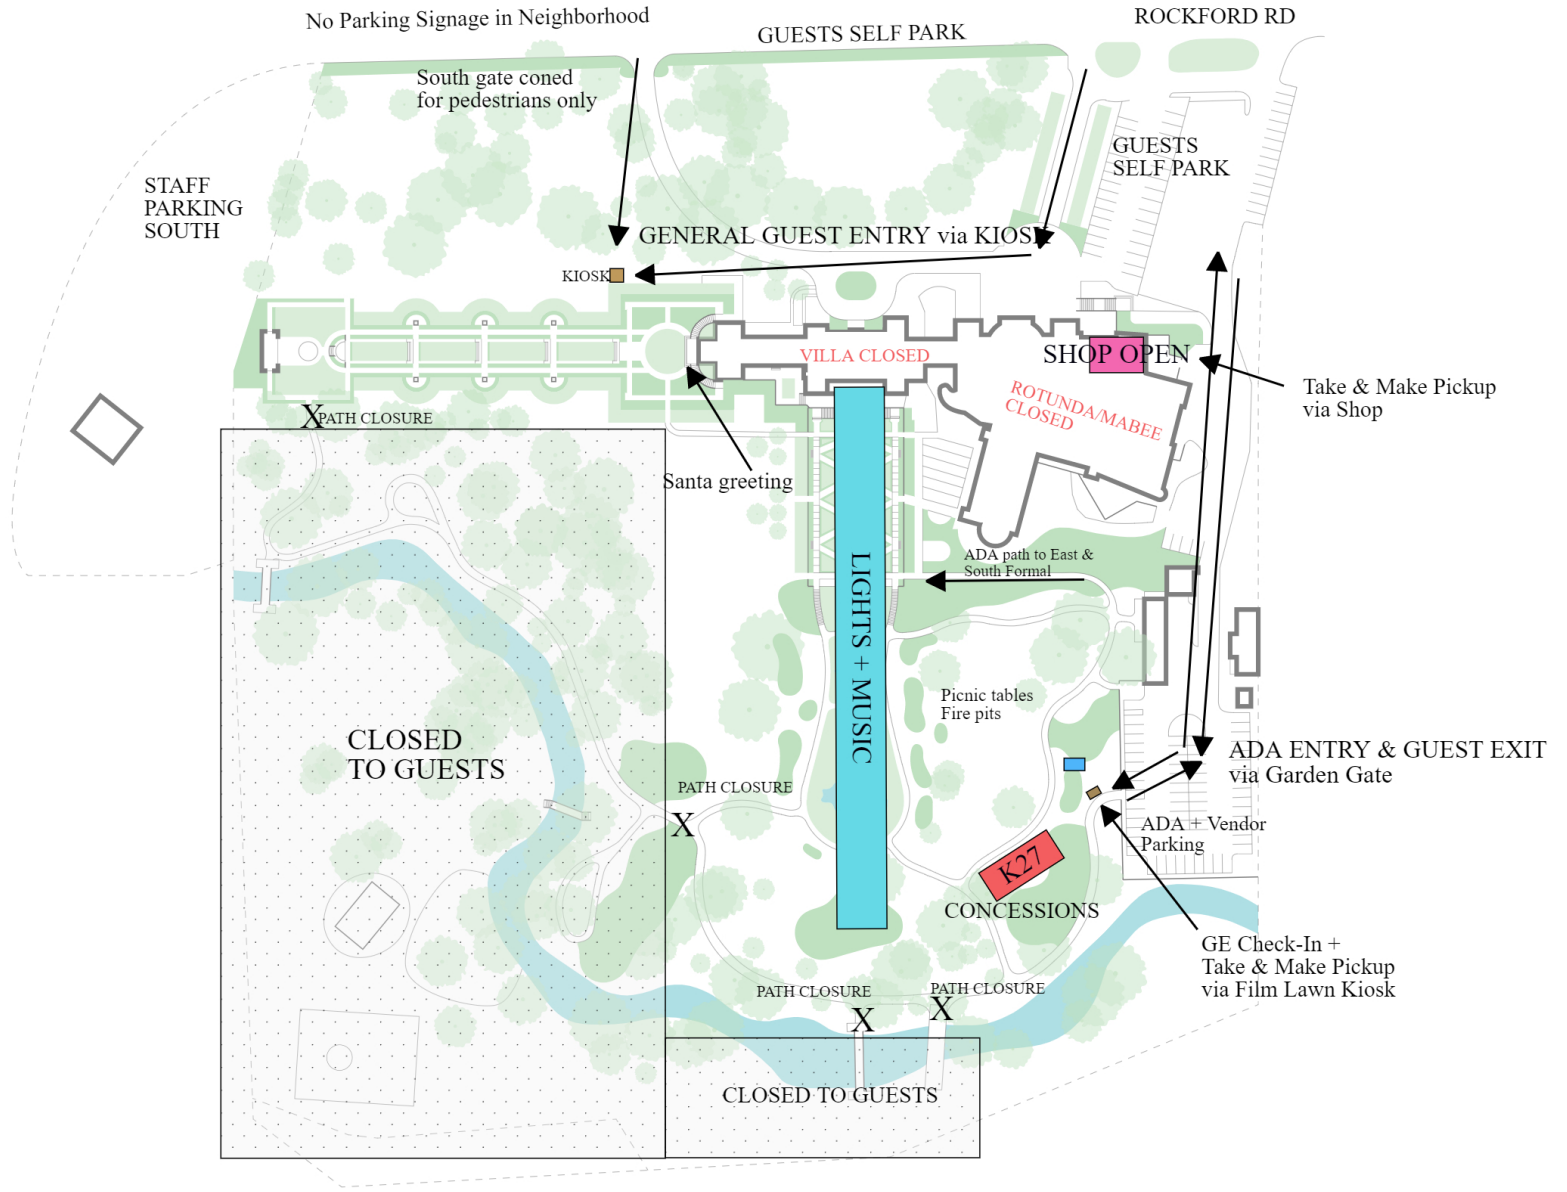 No Parking Signage in Neighborhood
GUESTS SELF PARK
ROCKFORD RD
South gate coned
for pedestrians only
GUESTS
SELF PARK
STAFF
PARKING
SOUTH
GENERAL GUEST ENTRY via KIOSK
KIOSK
VILLA CLOSED
SHOP OPEN
Take & Make Pickup
via Shop
ROTUNDA/MABEE
CLOSED
X
PATH CLOSURE
Santa greeting
ADA path to East &
South Formal
LIGHTS + MUSIC
Picnic tables
Fire pits
CLOSED
TO GUESTS
ADA ENTRY & GUEST EXIT
via Garden Gate
PATH CLOSURE
X
ADA + Vendor
Parking
K27
CONCESSIONS
GE Check-In +
Take & Make Pickup
via Film Lawn Kiosk
PATH CLOSURE
X
PATH CLOSURE
X
CLOSED TO GUESTS